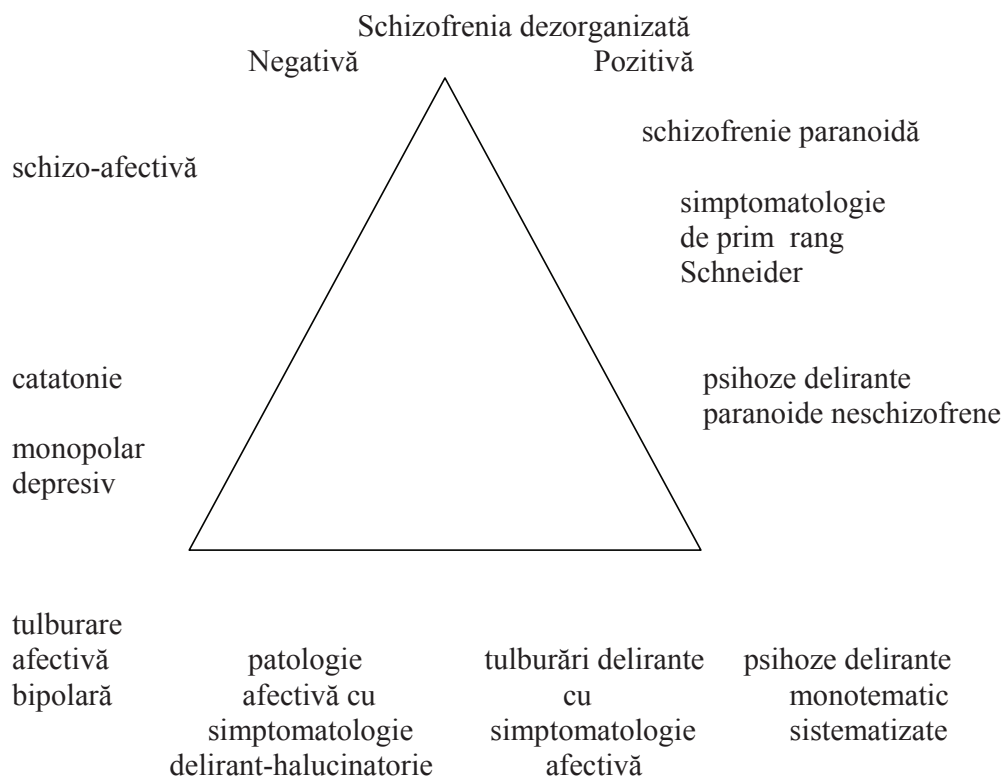 Schizofrenia dezorganizată
Negativă Pozitivă
schizofrenie paranoidă
schizo-afectivă
simptomatologie
de prim rang
Schneider
catatonie
psihoze delirante
paranoide neschizofrene
monopolar
depresiv
tulburare
afectivă
bipolară
patologie
afectivă cu
simptomatologie
delirant-halucinatorie
tulburări delirante
cu
simptomatologie
afectivă
psihoze delirante
monotematic
sistematizate